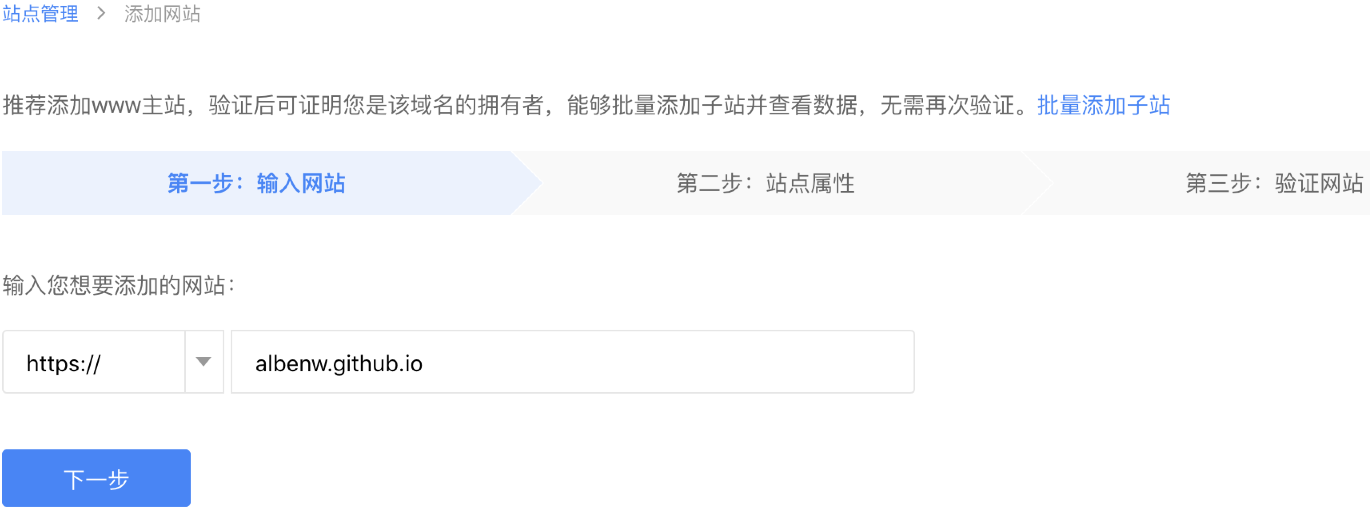 站点管理 > 添加网站
推荐添加www主站，验证后可证明您是该域名的拥有者，能够批量添加子站并查看数据，无需再次验证。批量添加子站
第一步：输入网站 第二步：站点属性 第三步：验证网站
输入您想要添加的网站：
https:// albenw.github.io
下一步